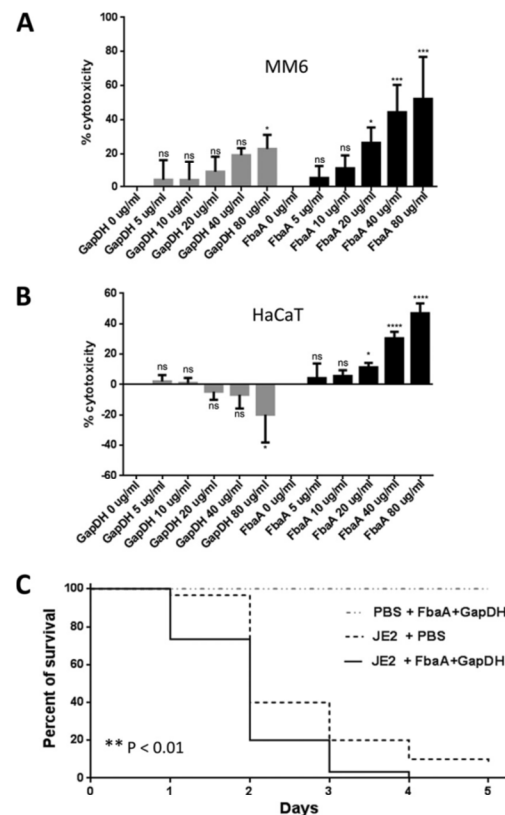 A
MM6
% cytotoxicity
100
80
60
40
20
0
ns
ns
ns
ns
*
ns
ns
*
***
***
GapDH 0 ug/ml
GapDH 5 ug/ml
GapDH 10 ug/ml
GapDH 20 ug/ml
GapDH 40 ug/ml
GapDH 80 ug/ml
FbaA 0 ug/ml
FbaA 5 ug/ml
FbaA 10 ug/ml
FbaA 20 ug/ml
FbaA 40 ug/ml
FbaA 80 ug/ml
B
HaCaT
% cytotoxicity
60
40
20
0
-20
-40
-60
ns
ns
ns
ns
*
ns
ns
*
****
****
GapDH 0 ug/ml
GapDH 5 ug/ml
GapDH 10 ug/ml
GapDH 20 ug/ml
GapDH 40 ug/ml
GapDH 80 ug/ml
FbaA 0 ug/ml
FbaA 5 ug/ml
FbaA 10 ug/ml
FbaA 20 ug/ml
FbaA 40 ug/ml
FbaA 80 ug/ml
C
Percent of survival
100
80
60
40
20
0
PBS + FbaA+GapDH
JE2 + PBS
JE2 + FbaA+GapDH
** P < 0.01
0 1 2 3 4 5
Days